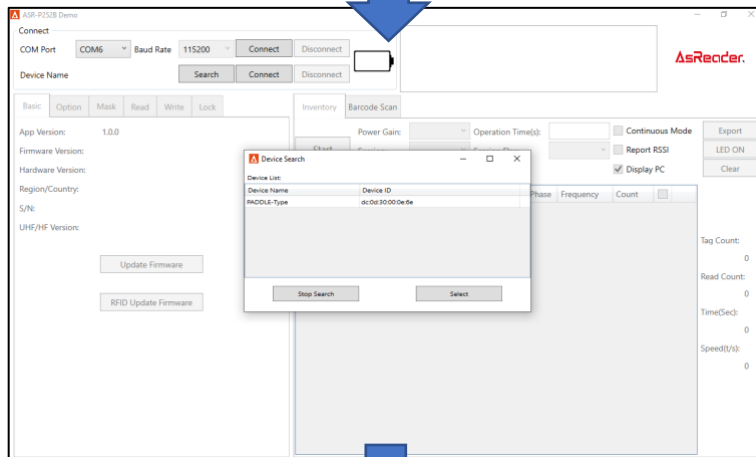 ASR-P252B Demo
Connect
COM Port COM6 Baud Rate 115200 Connect Disconnect
Device Name Search Connect Disconnect
AsReader.
Basic Option Mask Read Write Lock
Inventory Barcode Scan
App Version: 1.0.0
Power Gain: Operation Time(s): Continuous Mode Export
Firmware Version:
Start Report RSSI LED ON
Hardware Version:
Display PC Clear
Region/Country:
S/N:
UHF/HF Version:
Device Search
Device List:
Device Name Device ID
PADDLE-Type dc:0d:30:00:0e:6e
Stop Search Select
Phase Frequency Count
Update Firmware
RFID Update Firmware
Tag Count:
0
Read Count:
0
Time(Sec):
0
Speed(t/s):
0